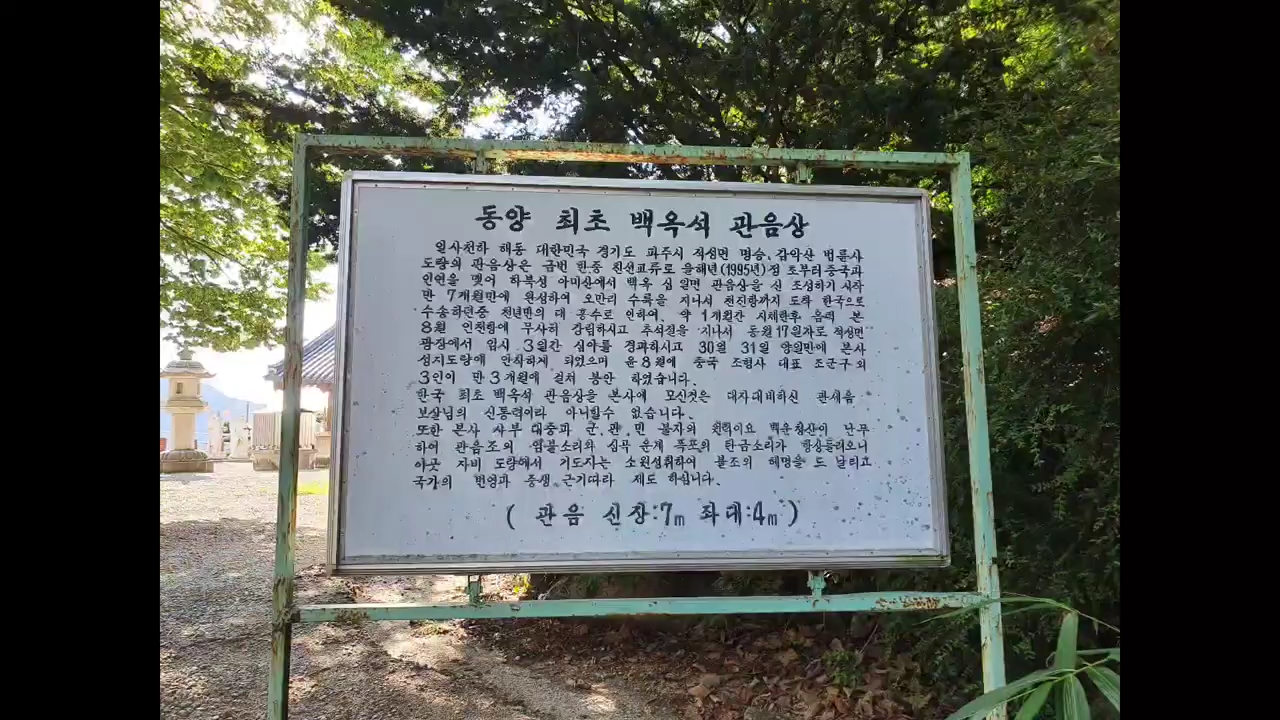 동양 최초 백옥석 관음상
일사천하 해동 대한민국 경기도 파주시 적성면 명승, 감악산 범륜사
도량의 관음상은 금번 한중 친선교류로 을해년(1995년)정 초부터 중국과
인연을 맺어 하북성 아미산에서 백옥 십 일면 관음상을 신 조성하기 시작
만 7개월만에 완성하여 오만리 수륙을 지나서 천진항까지 도착 한국으로
수송하던중 천년만의 대 홍수로 인하여, 약 1개월간 지체한후 음력 본
8월 인천항에 무사히 강림하시고 추석절을 지나서 동월 17일자로 적성면
광장에서 임시 3일간 심야를 경과하시고 30일 31일 양일만에 본사
성지도량에 안착하게 되었으며 윤8월에 중국 조형사 대표 조군구외
3인이 만 3개월에 걸처 봉안 하였습니다.
한국 최초 백옥석 관음상을 본사에 모신것은 대자대비하신 관세음
보살님의 신통력이라 아니할수 없습니다.
또한 본사 사부 대중과 군, 관 민 불자의 원력이요 백운청산이 난무
하여 관음조의 염불소리와 심곡 운계 폭포의 탄금소리가 항상들리오니
이곳 자비 도량에서 기도자는 소원성취하여 불조의 혜명을 드 날리고
국가의 번영과 중생 근기따라 제도 하십니다.
( 관음 신장:7m 좌대:4m )